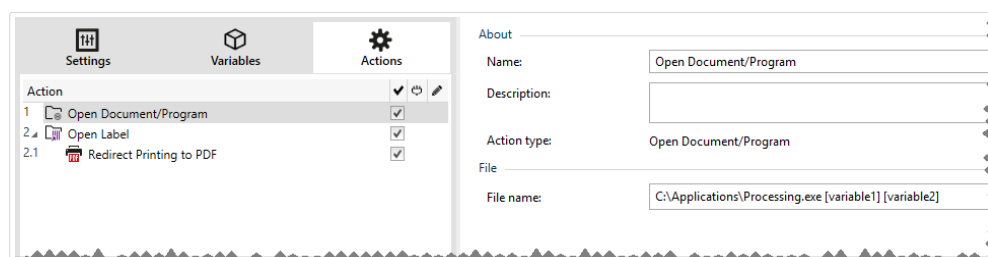 Settings
Variables
Actions
Action
1 Open Document/Program
2 Open Label
2.1 Redirect Printing to PDF
About
Name: Open Document/Program
Description:
Action type: Open Document/Program
File
File name: C:\Applications\Processing.exe [variable1] [variable2]